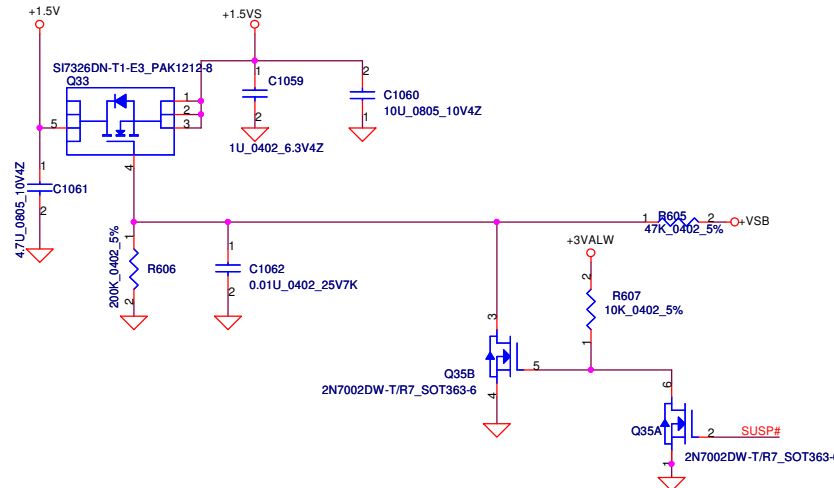 +1.5V
+1.5VS
SI7326DN-T1-E3_PAK1212-8
Q33
1
2
3
5
4
1
C1059
2
1U_0402_6.3V4Z
2
C1060
10U_0805_10V4Z
1
1
C1061
2
4.7U_0805_10V4Z
1
R606
2
200K_0402_5%
1
C1062
0.01U_0402_25V7K
2
1
R605
2
+VSB
47K_0402_5%
+3VALW
2
R607
10K_0402_5%
1
3
Q35B
5
4
2N7002DW-T/R7_SOT363-6
6
Q35A
2
SUSP#
1
2N7002DW-T/R7_SOT363-6